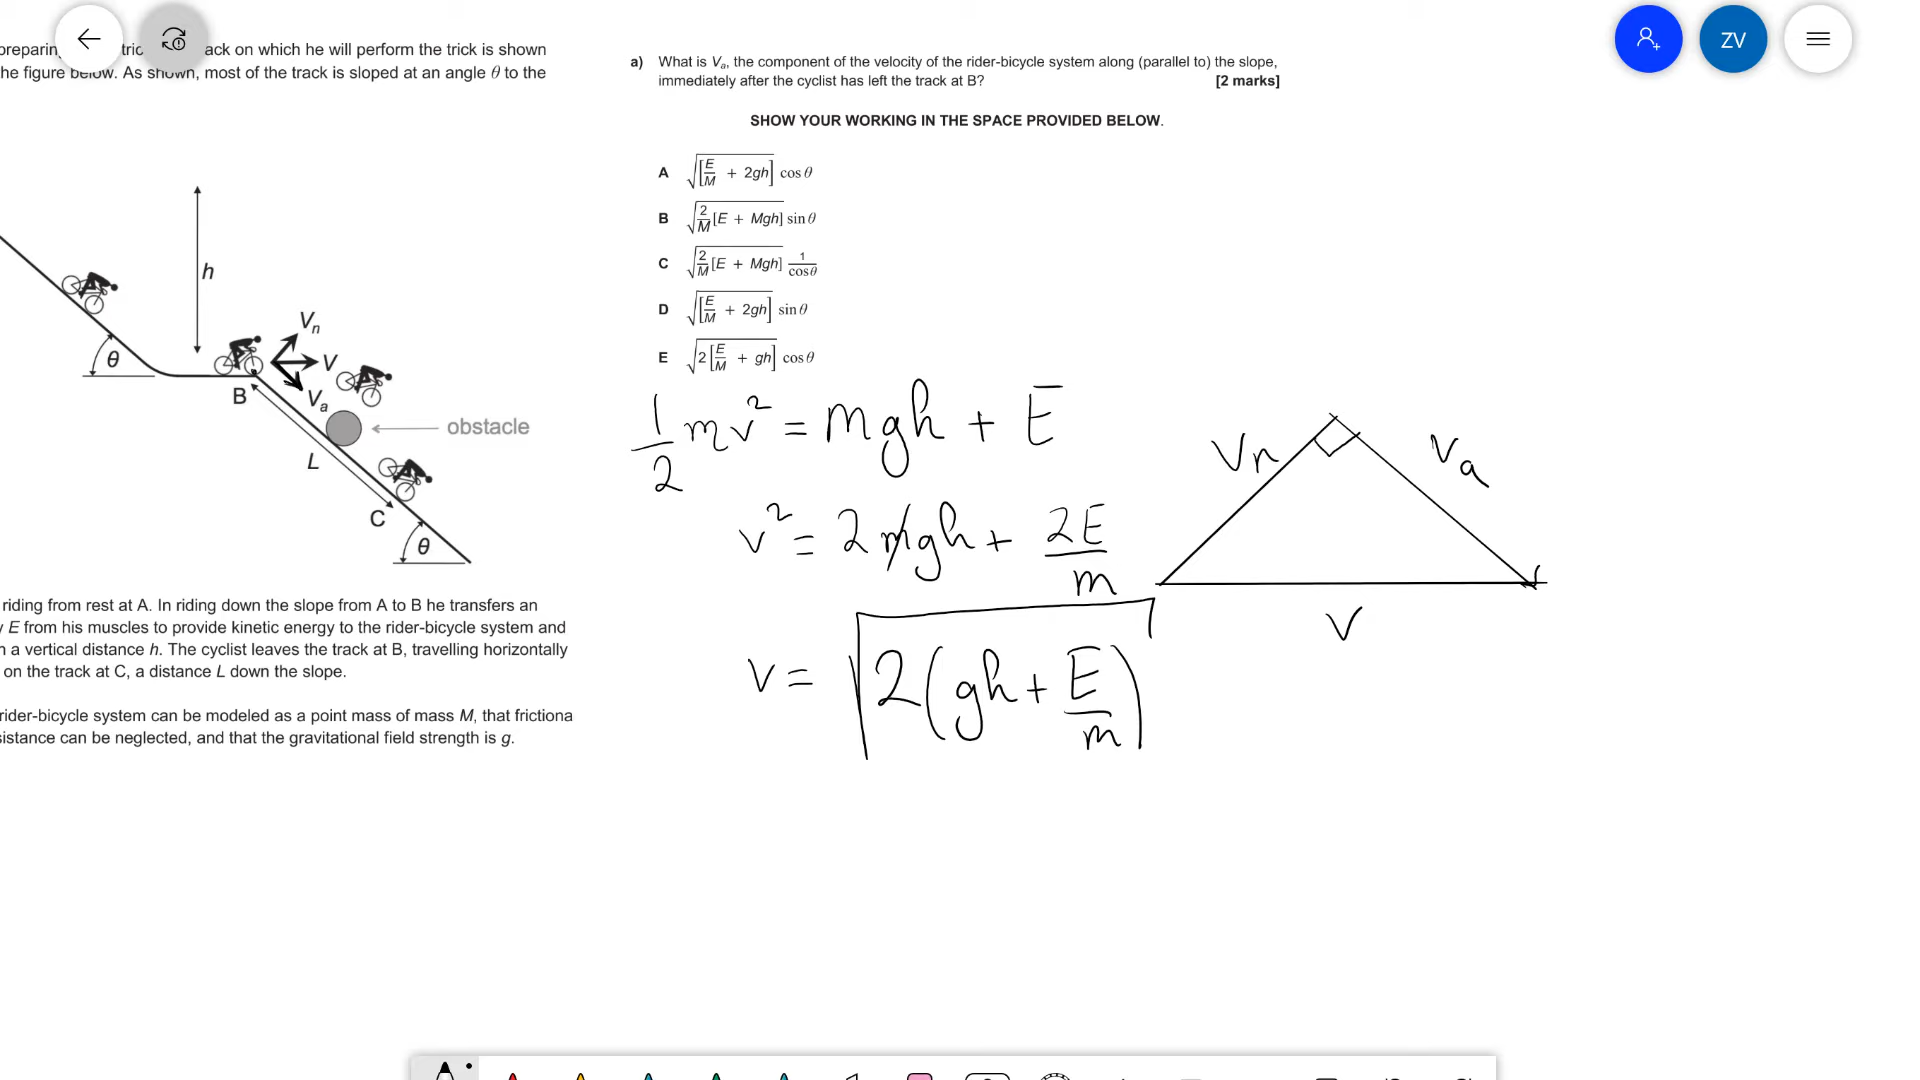 preparin tric ack on which he will perform the trick is shown
he figure below. As shown, most of the track is sloped at an angle θ to the
h
V_n
V
V_a
θ
B
obstacle
L
C
θ
riding from rest at A. In riding down the slope from A to B he transfers an
y E from his muscles to provide kinetic energy to the rider-bicycle system and
n a vertical distance h. The cyclist leaves the track at B, travelling horizontally
on the track at C, a distance L down the slope.
rider-bicycle system can be modeled as a point mass of mass M, that frictiona
sistance can be neglected, and that the gravitational field strength is g.
a) What is V_a, the component of the velocity of the rider-bicycle system along (parallel to) the slope,
immediately after the cyclist has left the track at B? [2 marks]
SHOW YOUR WORKING IN THE SPACE PROVIDED BELOW.
A √[E/M + 2gh] cos θ
B √2/M[E + Mgh] sin θ
C √2/M[E + Mgh] 1/cos θ
D √[E/M + 2gh] sin θ
E √2[E/M + gh] cos θ
1/2 mv² = mgh + E
v² = 2mgh + 2E/m
v = √2(gh + E/m)
Vn
Va
V
ZV